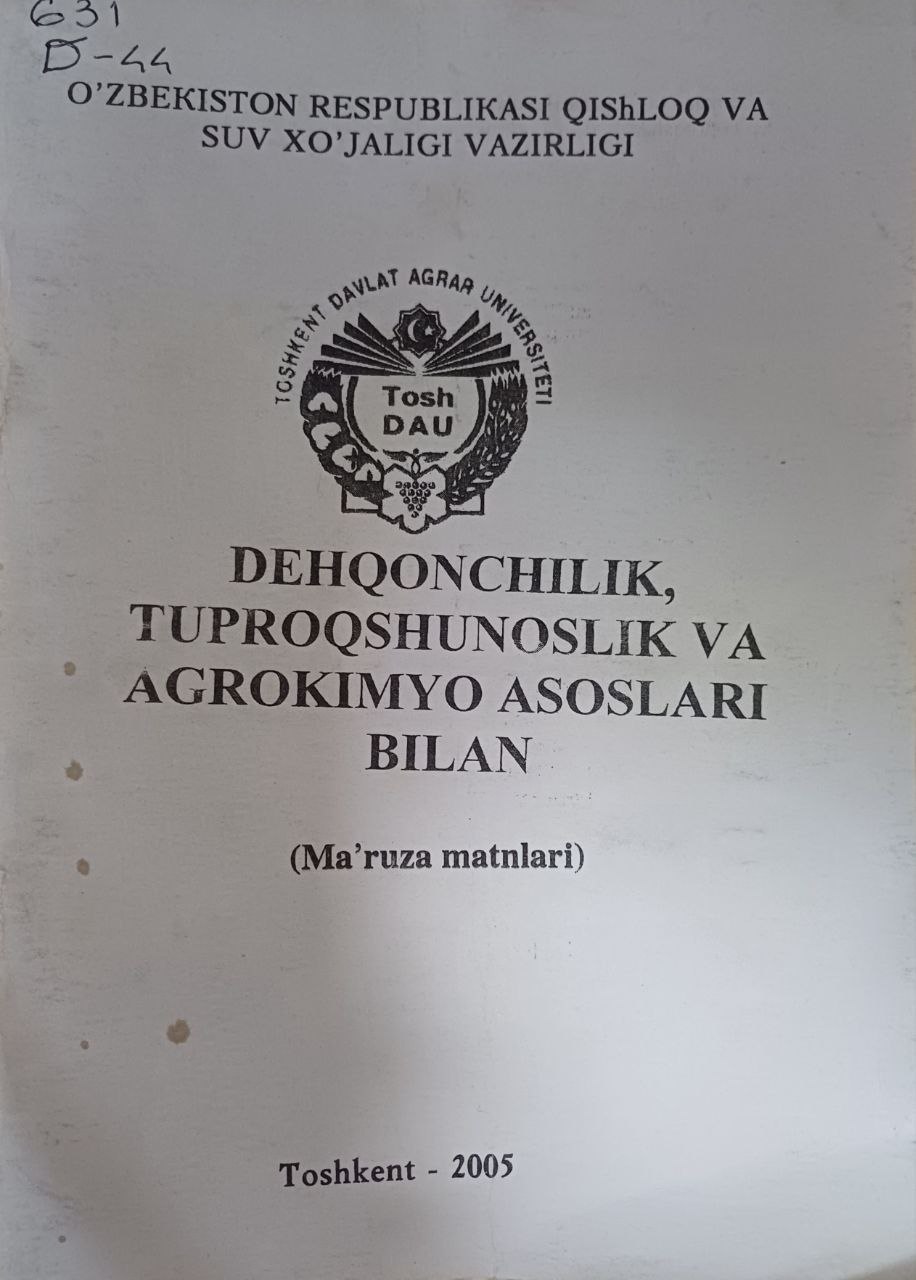 631
D-44
O'ZBEKISTON RESPUBLIKASI QIShLOQ VA
SUV XO'JALIGI VAZIRLIGI
TOSHKENT DAVLAT AGRAR UNIVERSITETI
Tosh
DAU
DEHQONCHILIK,
TUPROQSHUNOSLIK VA
AGROKIMYO ASOSLARI
BILAN
(Ma'ruza matnlari)
Toshkent - 2005